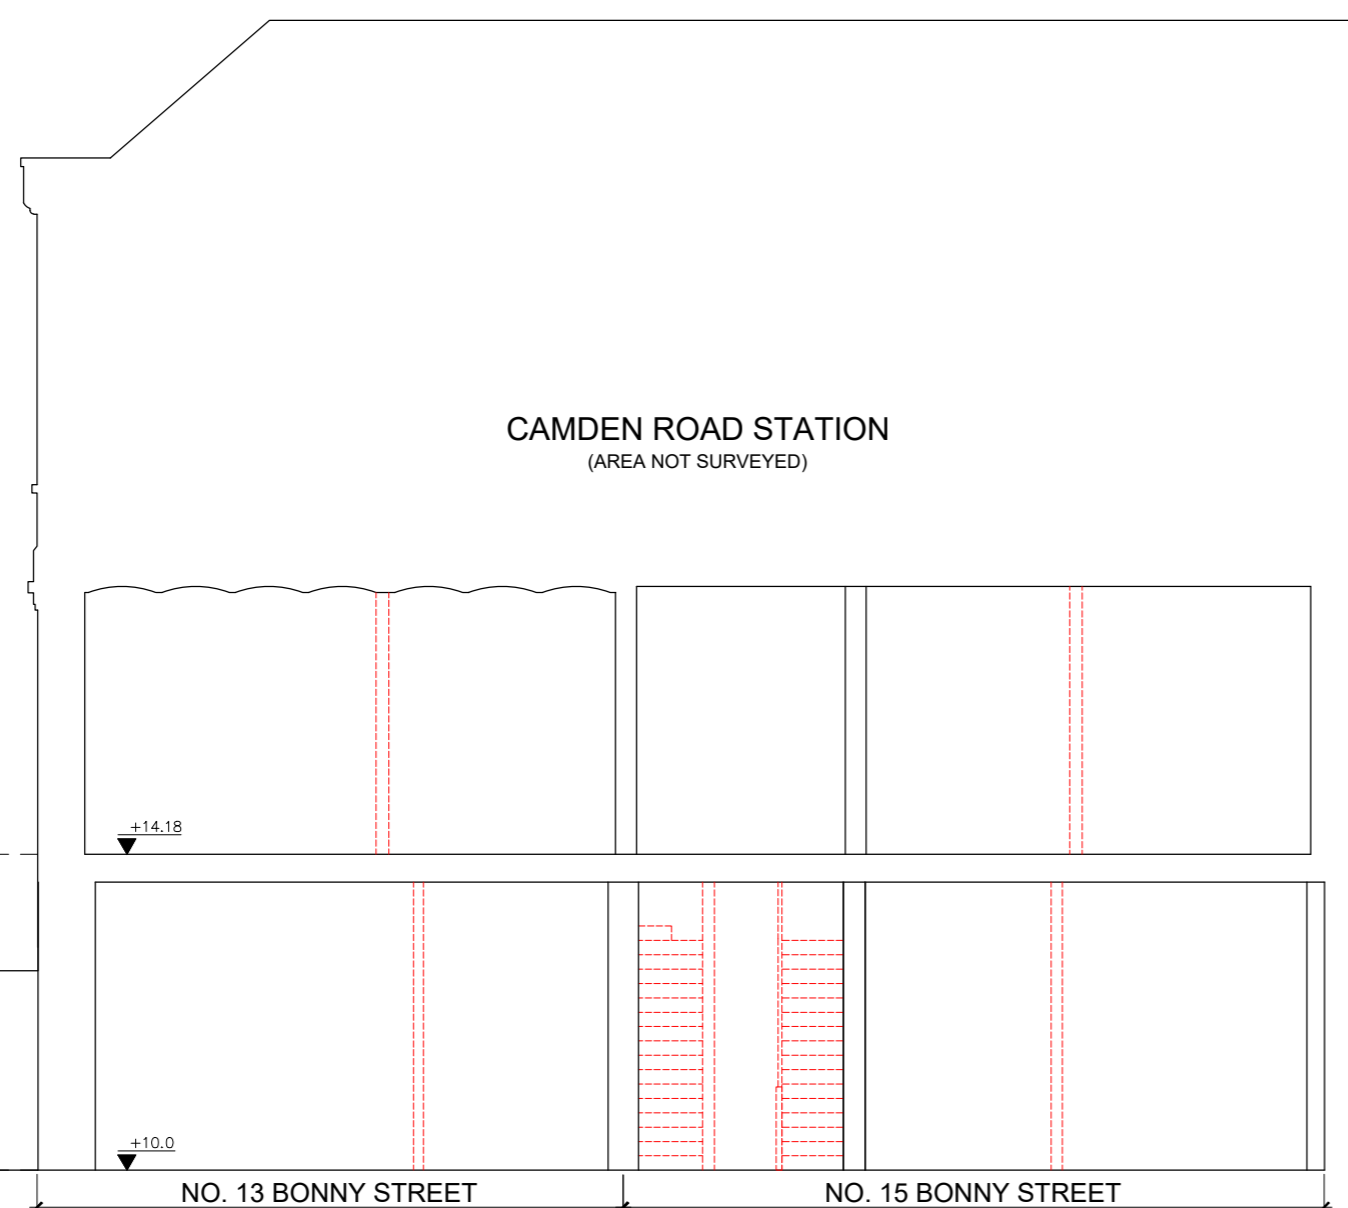 CAMDEN ROAD STATION
(AREA NOT SURVEYED)
+14.18
+10.0
NO. 13 BONNY STREET
NO. 15 BONNY STREET